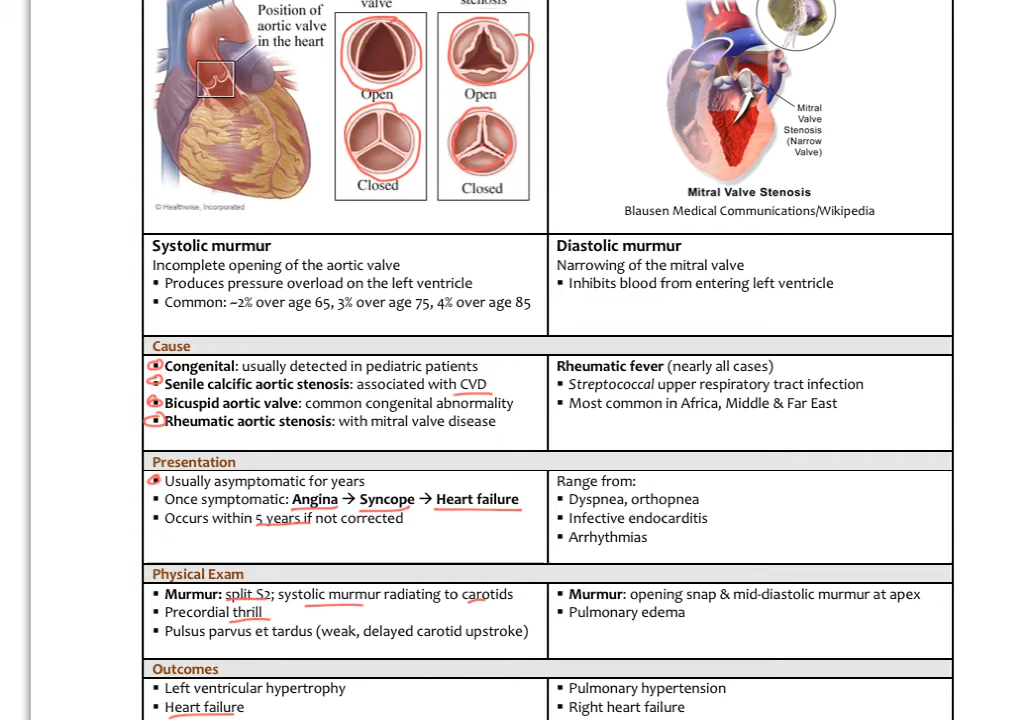 valve
stenosis
Position of
aortic valve
in the heart
Open
Open
Closed
Closed
© Healthwise, Incorporated
Mitral
Valve
Stenosis
(Narrow
Valve)
Mitral Valve Stenosis
Blausen Medical Communications/Wikipedia
Systolic murmur
Incomplete opening of the aortic valve
▪ Produces pressure overload on the left ventricle
▪ Common: ~2% over age 65, 3% over age 75, 4% over age 85
Diastolic murmur
Narrowing of the mitral valve
▪ Inhibits blood from entering left ventricle
Cause
▪ Congenital: usually detected in pediatric patients
▪ Senile calcific aortic stenosis: associated with CVD
▪ Bicuspid aortic valve: common congenital abnormality
▪ Rheumatic aortic stenosis: with mitral valve disease
Rheumatic fever (nearly all cases)
▪ Streptococcal upper respiratory tract infection
▪ Most common in Africa, Middle & Far East
Presentation
▪ Usually asymptomatic for years
▪ Once symptomatic: Angina → Syncope → Heart failure
▪ Occurs within 5 years if not corrected
Range from:
▪ Dyspnea, orthopnea
▪ Infective endocarditis
▪ Arrhythmias
Physical Exam
▪ Murmur: split S2; systolic murmur radiating to carotids
▪ Precordial thrill
▪ Pulsus parvus et tardus (weak, delayed carotid upstroke)
▪ Murmur: opening snap & mid-diastolic murmur at apex
▪ Pulmonary edema
Outcomes
▪ Left ventricular hypertrophy
▪ Heart failure
▪ Pulmonary hypertension
▪ Right heart failure